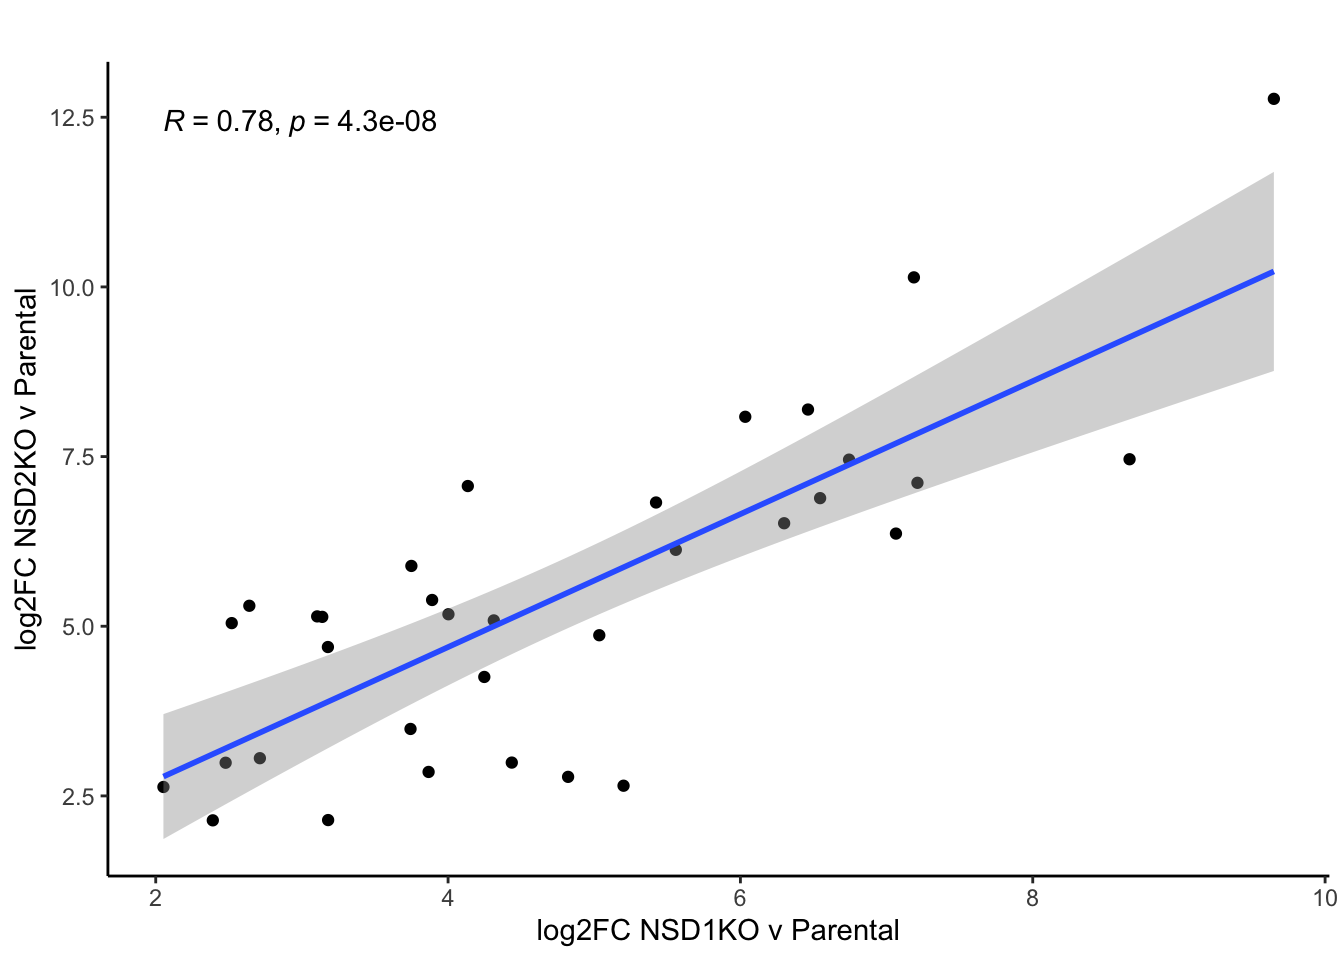 R = 0.78, p = 4.3e-08
12.5
10.0
7.5
5.0
2.5
log2FC NSD2KO v Parental
2 4 6 8 10
log2FC NSD1KO v Parental